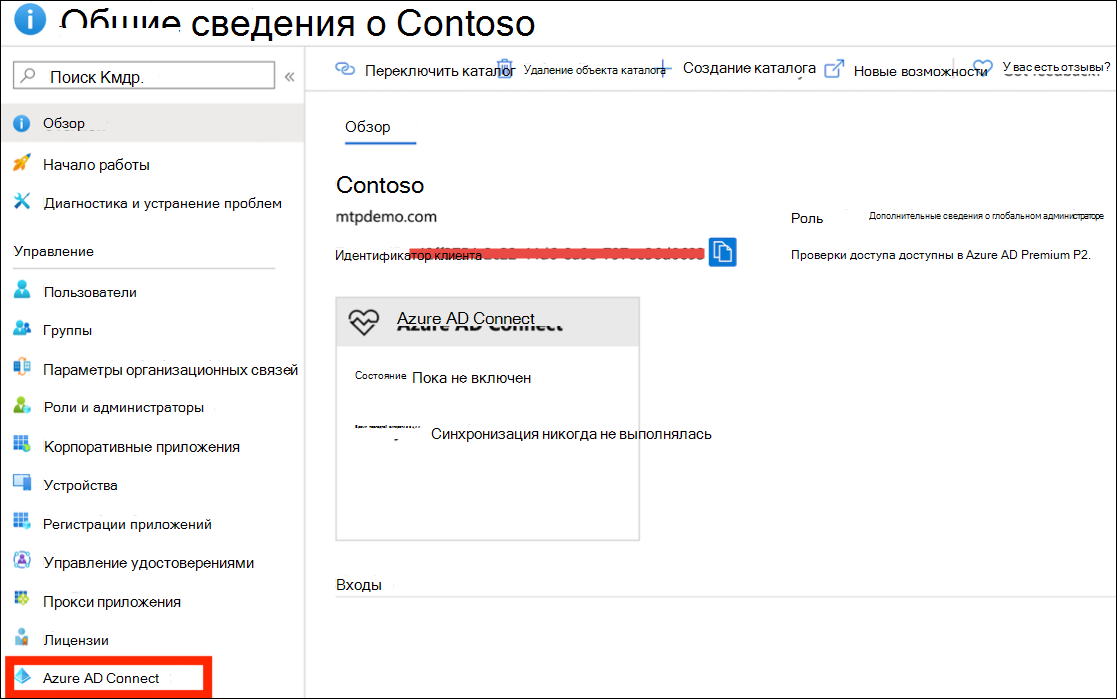 Общие сведения о Contoso
Поиск Кмдр.
«
Переключить каталог
Удаление объекта каталога
Создание каталога
Новые возможности
У вас есть отзывы?
Обзор
Начало работы
Диагностика и устранение проблем
Управление
Пользователи
Группы
Параметры организационных связей
Роли и администраторы
Корпоративные приложения
Устройства
Регистрации приложений
Управление удостоверениями
Прокси приложения
Лицензии
Azure AD Connect
Обзор
Contoso
mtpdemo.com
Идентификатор клиента
Роль
Дополнительные сведения о глобальном администраторе
Проверки доступа доступны в Azure AD Premium P2.
Azure AD Connect
Состояние Пока не включен
Синхронизация никогда не выполнялась
Входы